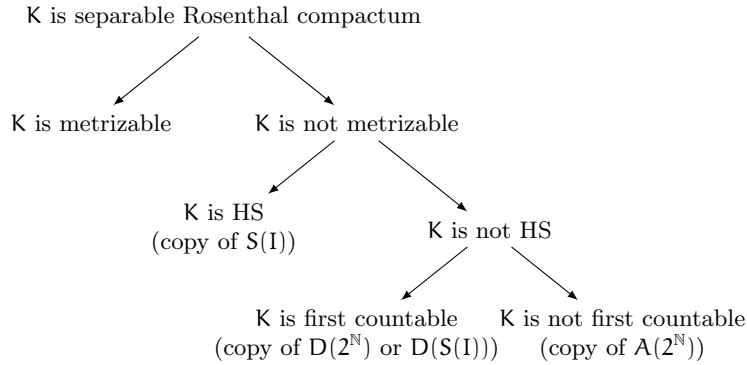 K is separable Rosenthal compactum
K is metrizable
K is not metrizable
K is HS
(copy of S(I))
K is not HS
K is first countable
(copy of D(2^ℕ) or D(S(I)))
K is not first countable
(copy of A(2^ℕ))